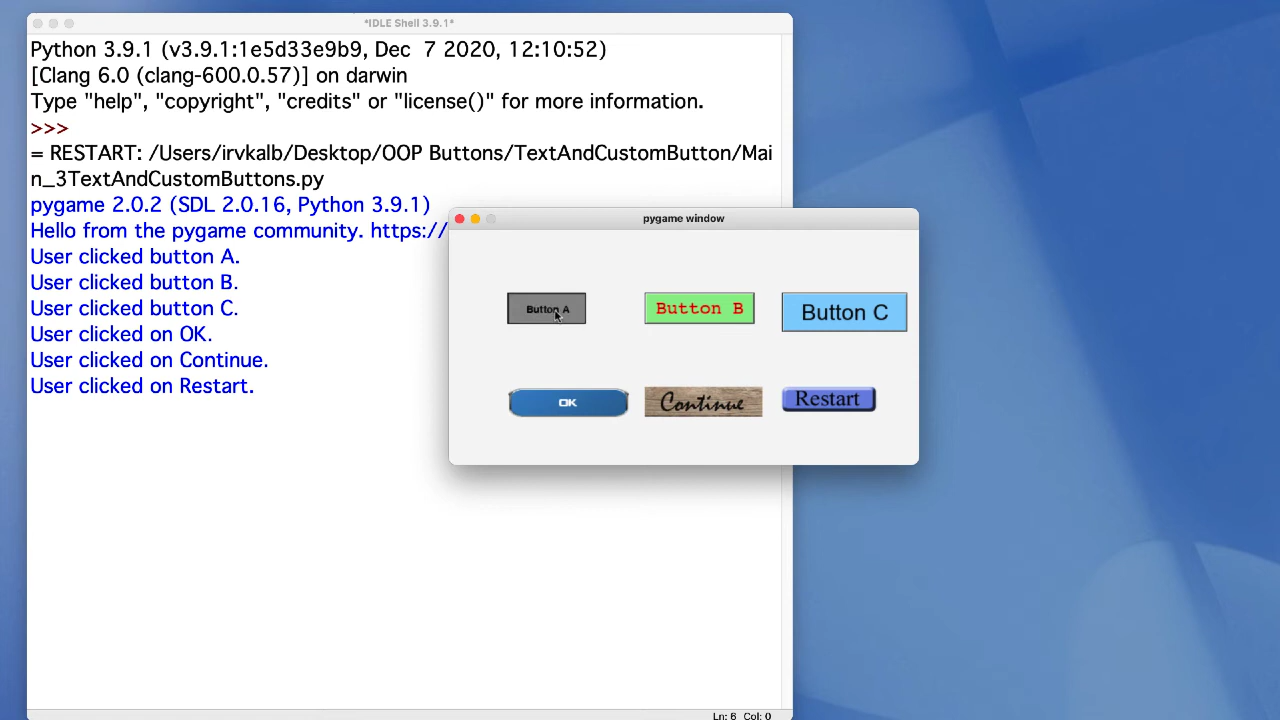 *IDLE Shell 3.9.1*
Python 3.9.1 (v3.9.1:1e5d33e9b9, Dec  7 2020, 12:10:52)
[Clang 6.0 (clang-600.0.57)] on darwin
Type "help", "copyright", "credits" or "license()" for more information.
>>>
= RESTART: /Users/irvkalb/Desktop/OOP Buttons/TextAndCustomButton/Mai
n_3TextAndCustomButtons.py
pygame 2.0.2 (SDL 2.0.16, Python 3.9.1)
Hello from the pygame community. https://
User clicked button A.
User clicked button B.
User clicked button C.
User clicked on OK.
User clicked on Continue.
User clicked on Restart.
pygame window
Button A
Button B
Button C
OK
Continue
Restart
Ln: 6  Col: 0